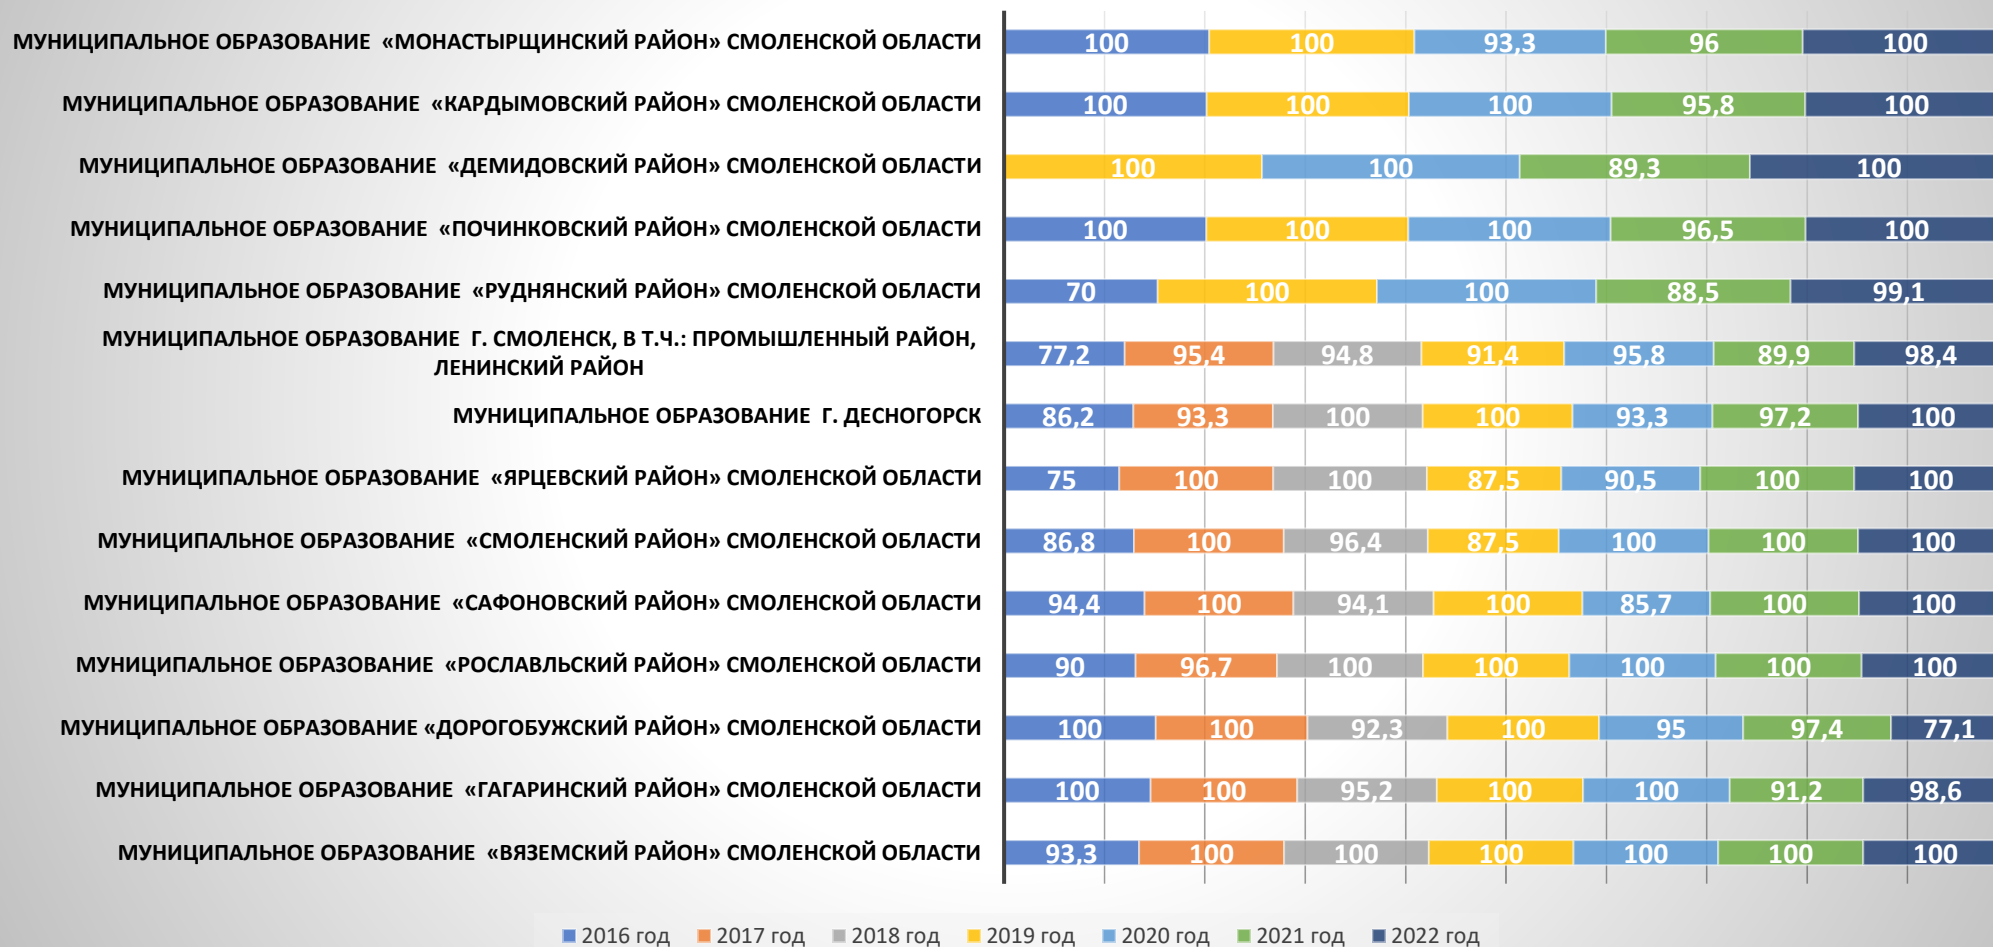 МУНИЦИПАЛЬНОЕ ОБРАЗОВАНИЕ «МОНАСТЫРЩИНСКИЙ РАЙОН» СМОЛЕНСКОЙ ОБЛАСТИ 100 100 93,3 96 100
МУНИЦИПАЛЬНОЕ ОБРАЗОВАНИЕ «КАРДЫМОВСКИЙ РАЙОН» СМОЛЕНСКОЙ ОБЛАСТИ 100 100 100 95,8 100
МУНИЦИПАЛЬНОЕ ОБРАЗОВАНИЕ «ДЕМИДОВСКИЙ РАЙОН» СМОЛЕНСКОЙ ОБЛАСТИ 100 100 89,3 100
МУНИЦИПАЛЬНОЕ ОБРАЗОВАНИЕ «ПОЧИНКОВСКИЙ РАЙОН» СМОЛЕНСКОЙ ОБЛАСТИ 100 100 100 96,5 100
МУНИЦИПАЛЬНОЕ ОБРАЗОВАНИЕ «РУДНЯНСКИЙ РАЙОН» СМОЛЕНСКОЙ ОБЛАСТИ 70 100 100 88,5 99,1
МУНИЦИПАЛЬНОЕ ОБРАЗОВАНИЕ Г. СМОЛЕНСК, В Т.Ч.: ПРОМЫШЛЕННЫЙ РАЙОН,
ЛЕНИНСКИЙ РАЙОН 77,2 95,4 94,8 91,4 95,8 89,9 98,4
МУНИЦИПАЛЬНОЕ ОБРАЗОВАНИЕ Г. ДЕСНОГОРСК 86,2 93,3 100 100 93,3 97,2 100
МУНИЦИПАЛЬНОЕ ОБРАЗОВАНИЕ «ЯРЦЕВСКИЙ РАЙОН» СМОЛЕНСКОЙ ОБЛАСТИ 75 100 100 87,5 90,5 100 100
МУНИЦИПАЛЬНОЕ ОБРАЗОВАНИЕ «СМОЛЕНСКИЙ РАЙОН» СМОЛЕНСКОЙ ОБЛАСТИ 86,8 100 96,4 87,5 100 100 100
МУНИЦИПАЛЬНОЕ ОБРАЗОВАНИЕ «САФОНОВСКИЙ РАЙОН» СМОЛЕНСКОЙ ОБЛАСТИ 94,4 100 94,1 100 85,7 100 100
МУНИЦИПАЛЬНОЕ ОБРАЗОВАНИЕ «РОСЛАВЛЬСКИЙ РАЙОН» СМОЛЕНСКОЙ ОБЛАСТИ 90 96,7 100 100 100 100 100
МУНИЦИПАЛЬНОЕ ОБРАЗОВАНИЕ «ДОРОГОБУЖСКИЙ РАЙОН» СМОЛЕНСКОЙ ОБЛАСТИ 100 100 92,3 100 95 97,4 77,1
МУНИЦИПАЛЬНОЕ ОБРАЗОВАНИЕ «ГАГАРИНСКИЙ РАЙОН» СМОЛЕНСКОЙ ОБЛАСТИ 100 100 95,2 100 100 91,2 98,6
МУНИЦИПАЛЬНОЕ ОБРАЗОВАНИЕ «ВЯЗЕМСКИЙ РАЙОН» СМОЛЕНСКОЙ ОБЛАСТИ 93,3 100 100 100 100 100 100
2016 год 2017 год 2018 год 2019 год 2020 год 2021 год 2022 год